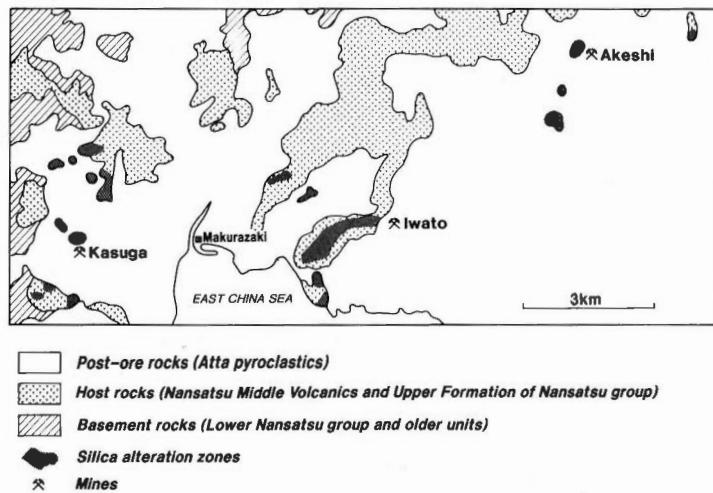 Akeshi
Iwato
Makurazaki
Kasuga
EAST CHINA SEA
3km
Post-ore rocks (Atta pyroclastics)
Host rocks (Nansatsu Middle Volcanics and Upper Formation of Nansatsu group)
Basement rocks (Lower Nansatsu group and older units)
Silica alteration zones
Mines